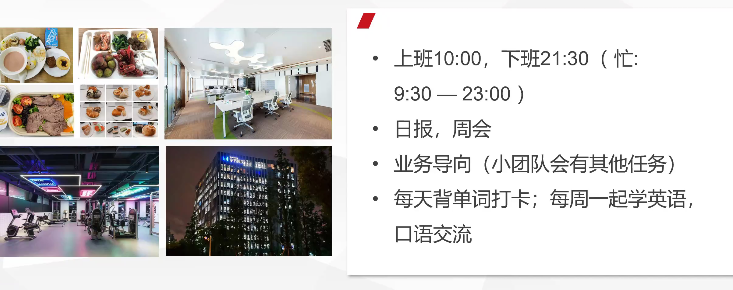 • 上班10:00，下班21:30（ 忙:
9:30 — 23:00 ）
• 日报，周会
• 业务导向（小团队会有其他任务）
• 每天背单词打卡；每周一起学英语，
口语交流